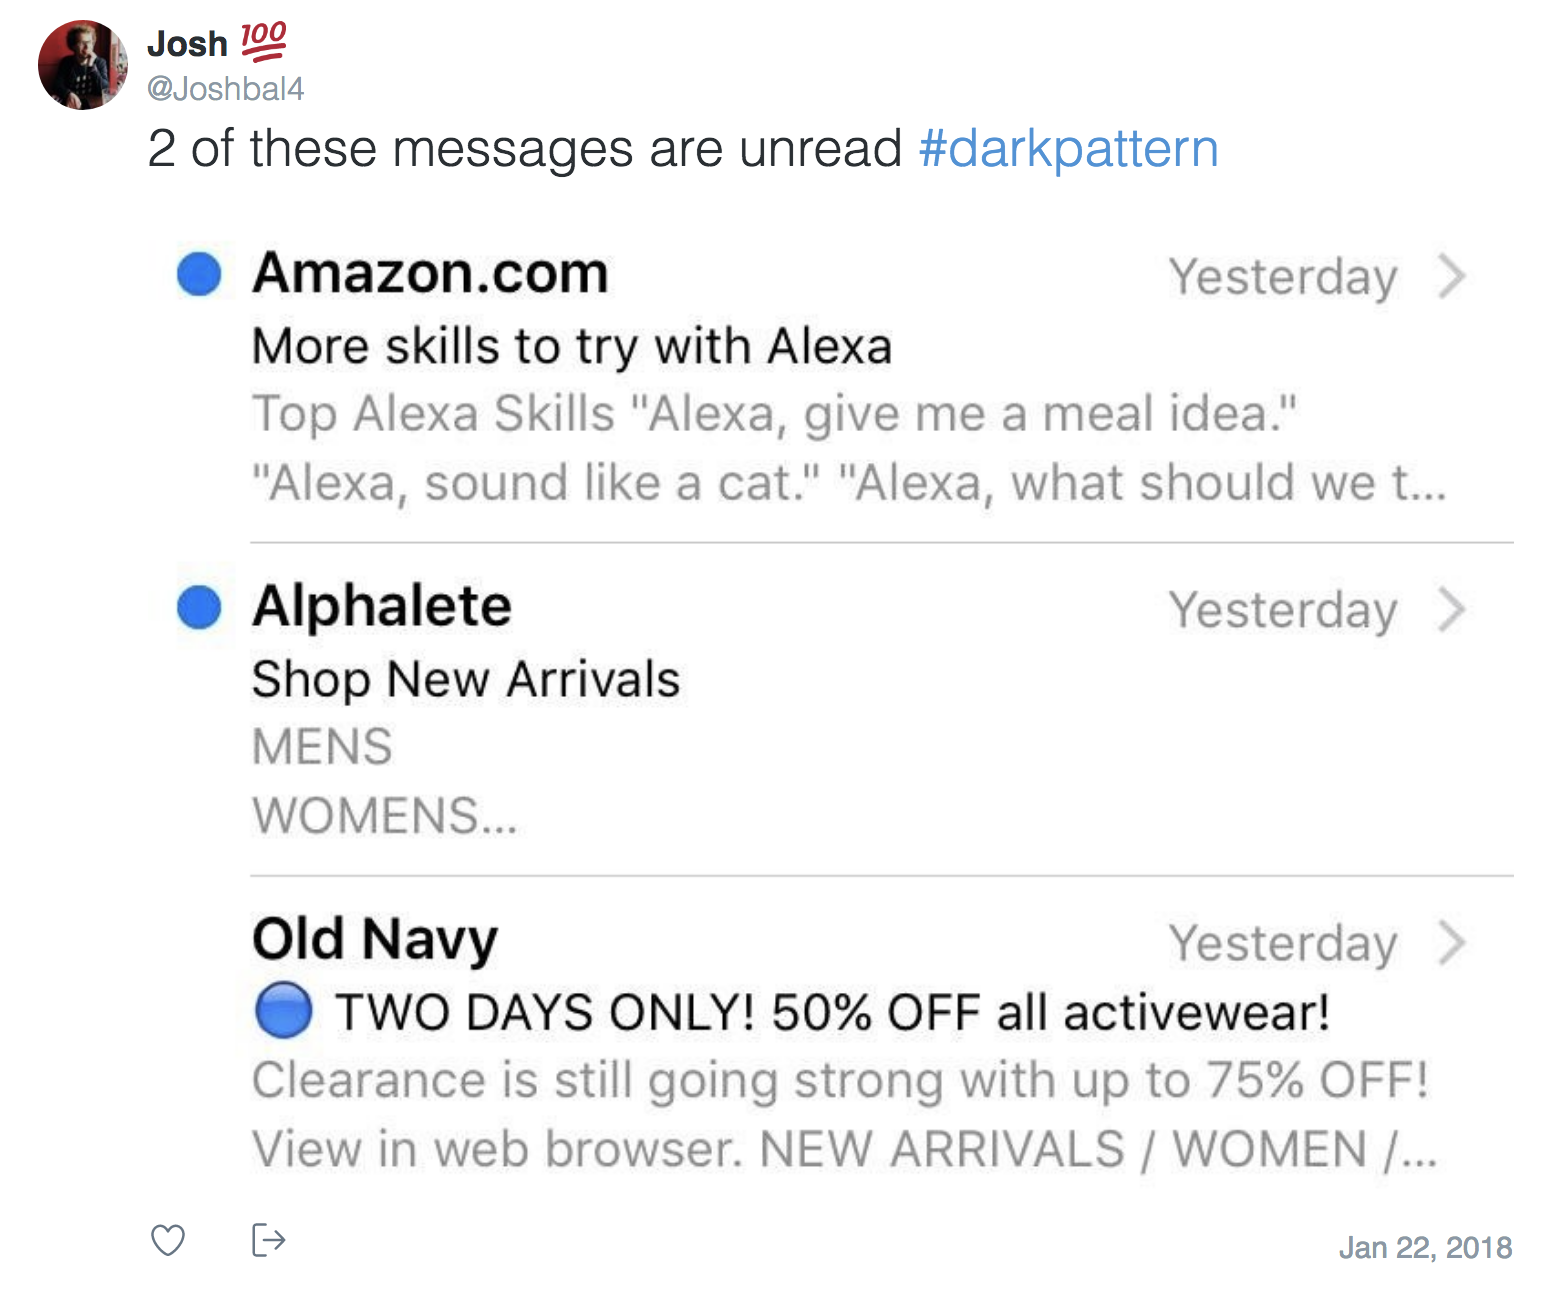 Josh 💯
@Joshbal4
2 of these messages are unread #darkpattern
Amazon.com Yesterday
More skills to try with Alexa
Top Alexa Skills "Alexa, give me a meal idea."
"Alexa, sound like a cat." "Alexa, what should we t...
Alphalete Yesterday
Shop New Arrivals
MENS
WOMENS...
Old Navy Yesterday
🔵 TWO DAYS ONLY! 50% OFF all activewear!
Clearance is still going strong with up to 75% OFF!
View in web browser. NEW ARRIVALS / WOMEN /...
Jan 22, 2018